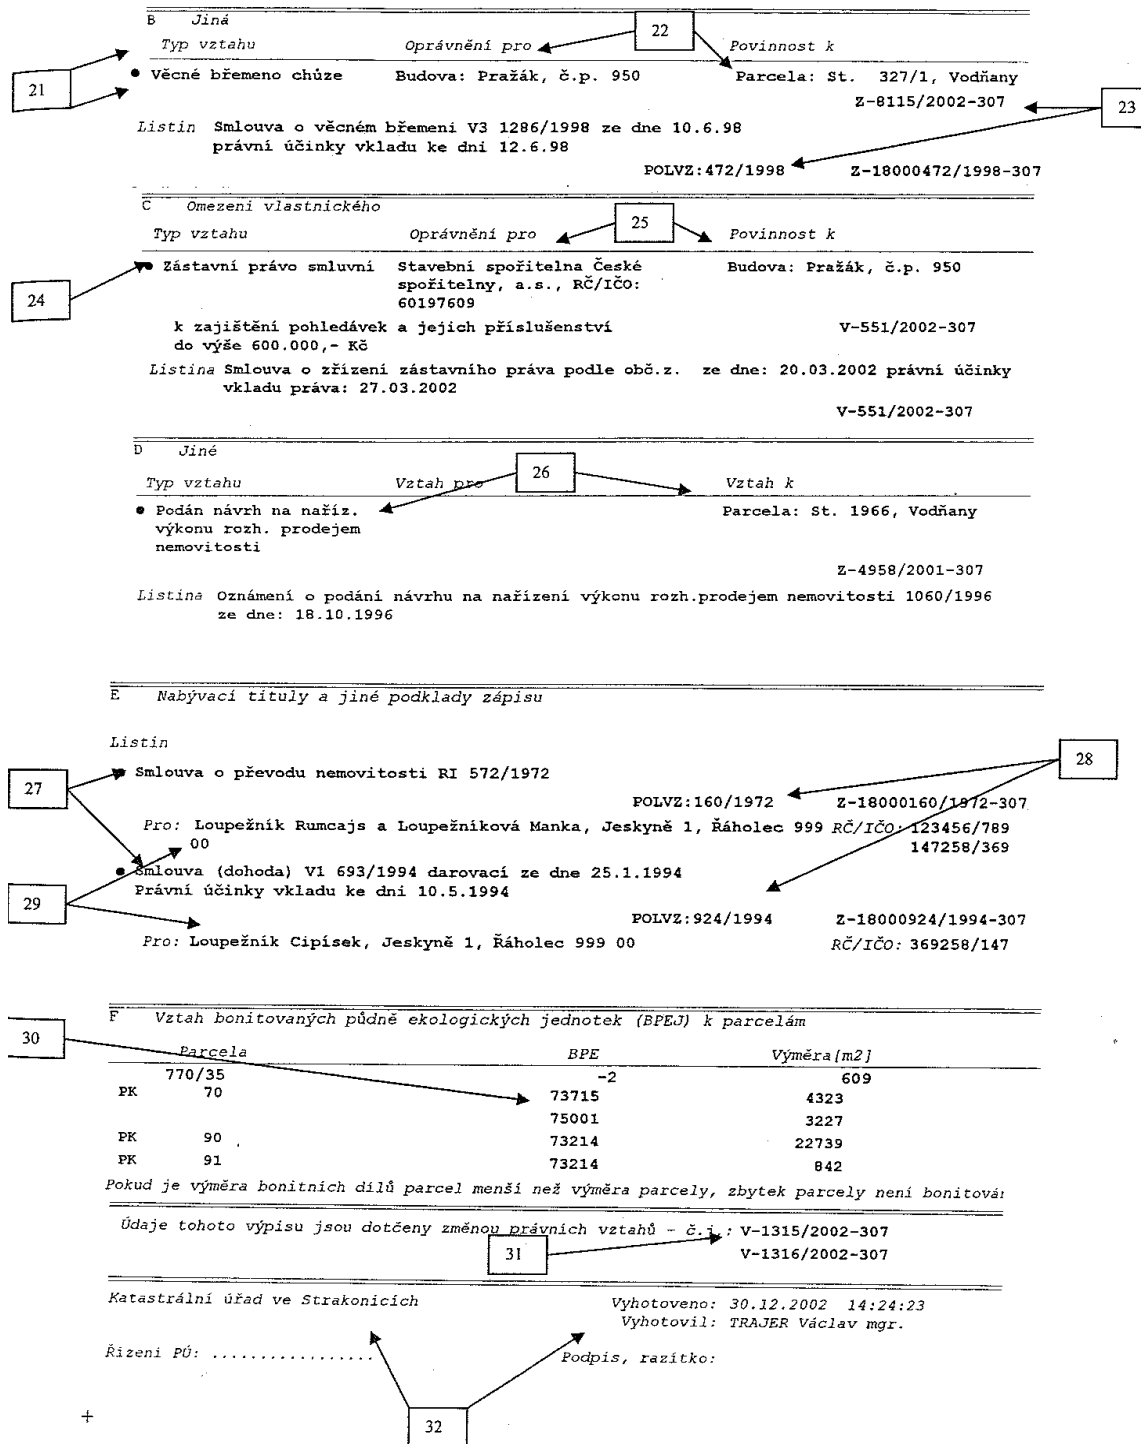 B Jiná
22
Typ vztahu Oprávnění pro Povinnost k
21
● Věcné břemeno chůze Budova: Pražák, č.p. 950 Parcela: St. 327/1, Vodňany
Z-8115/2002-307
23
Listin Smlouva o věcném břemeni V3 1286/1998 ze dne 10.6.98
právní účinky vkladu ke dni 12.6.98
POLVZ:472/1998 Z-18000472/1998-307
C Omezení vlastnického
25
Typ vztahu Oprávnění pro Povinnost k
24
● Zástavní právo smluvní Stavební spořitelna České Budova: Pražák, č.p. 950
spořitelny, a.s., RČ/IČO:
60197609
k zajištění pohledávek a jejich příslušenství V-551/2002-307
do výše 600.000,- Kč
Listina Smlouva o zřízení zástavního práva podle obč.z. ze dne: 20.03.2002 právní účinky
vkladu práva: 27.03.2002
V-551/2002-307
D Jiné
26
Typ vztahu Vztah pro Vztah k
● Podán návrh na naříz. Parcela: St. 1966, Vodňany
výkonu rozh. prodejem
nemovitosti
Z-4958/2001-307
Listina Oznámení o podání návrhu na nařízení výkonu rozh.prodejem nemovitosti 1060/1996
ze dne: 18.10.1996
E Nabývací tituly a jiné podklady zápisu
Listin
28
27
● Smlouva o převodu nemovitosti RI 572/1972
POLVZ:160/1972 Z-18000160/1972-307
Pro: Loupežník Rumcajs a Loupežníková Manka, Jeskyně 1, Řáholec 999 RČ/IČO: 123456/789
00 147258/369
● Smlouva (dohoda) V1 693/1994 darovací ze dne 25.1.1994
Právní účinky vkladu ke dni 10.5.1994
29
POLVZ:924/1994 Z-18000924/1994-307
Pro: Loupežník Cipísek, Jeskyně 1, Řáholec 999 00 RČ/IČO: 369258/147
F Vztah bonitovaných půdně ekologických jednotek (BPEJ) k parcelám
30
Parcela BPE Výměra[m2]
770/35 -2 609
PK 70 73715 4323
75001 3227
PK 90 73214 22739
PK 91 73214 842
Pokud je výměra bonitních dílů parcel menší než výměra parcely, zbytek parcely není bonitován
Údaje tohoto výpisu jsou dotčeny změnou právních vztahů - č.j.: V-1315/2002-307
31
V-1316/2002-307
Katastrální úřad ve Strakonicích Vyhotoveno: 30.12.2002 14:24:23
Vyhotovil: TRAJER Václav mgr.
Řízení PÚ: ................. Podpis, razítko:
32
+